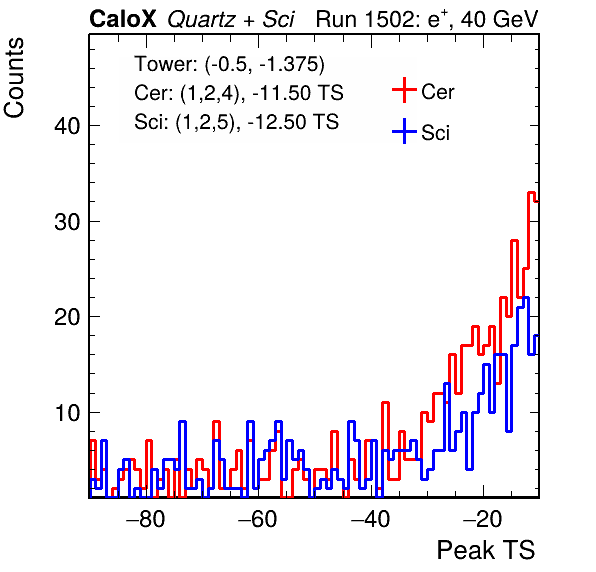 CaloX Quartz + Sci Run 1502: e⁺, 40 GeV
Counts
Tower: (-0.5, -1.375)
Cer: (1,2,4), -11.50 TS
Sci: (1,2,5), -12.50 TS
Cer
Sci
40
30
20
10
−80 −60 −40 −20
Peak TS